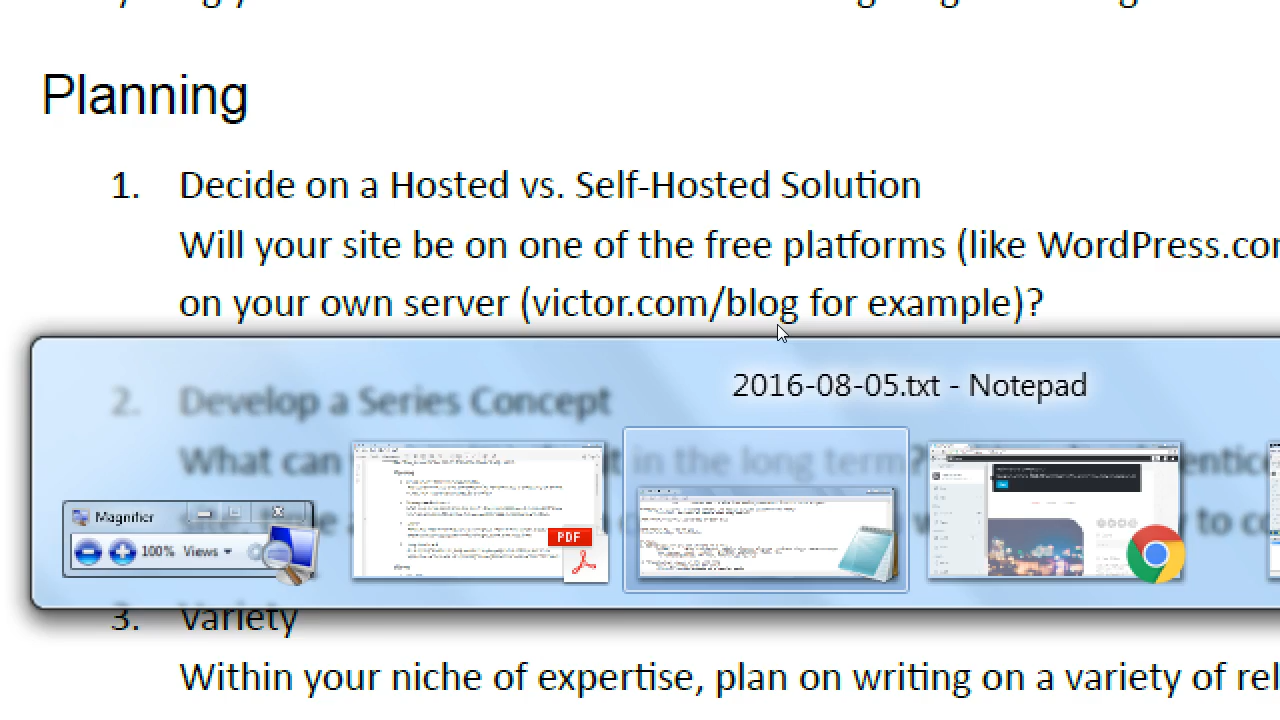 Planning
1. Decide on a Hosted vs. Self-Hosted Solution
Will your site be on one of the free platforms (like WordPress.com
on your own server (victor.com/blog for example)?
2016-08-05.txt - Notepad
2. Develop a Series Concept
What can in the long term?
Magnifier
100% Views
PDF
3. Variety
Within your niche of expertise, plan on writing on a variety of rel